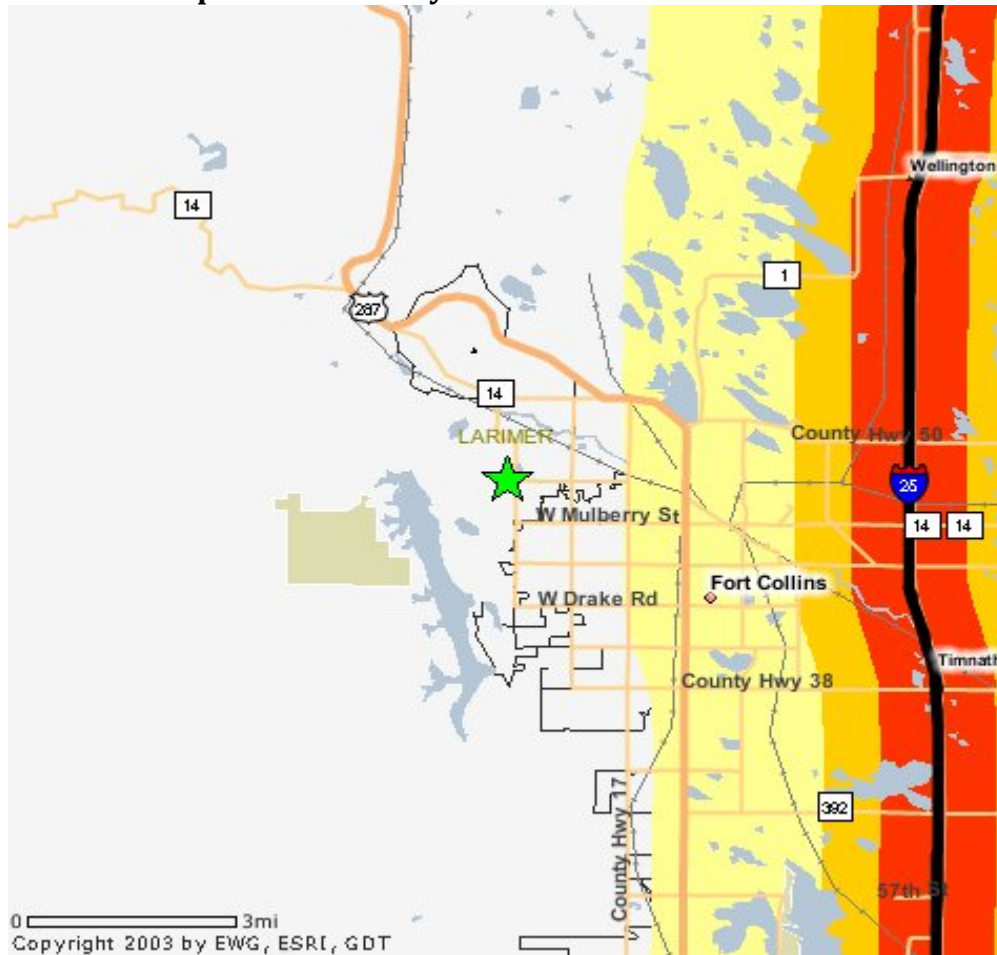 Wellington
14
1
287
14
County Hwy 50
LARIMER
25
W Mulberry St
14 14
Fort Collins
W Drake Rd
Timnath
County Hwy 38
County Hwy 17
392
57th St
0 3mi
Copyright 2003 by EWG, ESRI, GDT